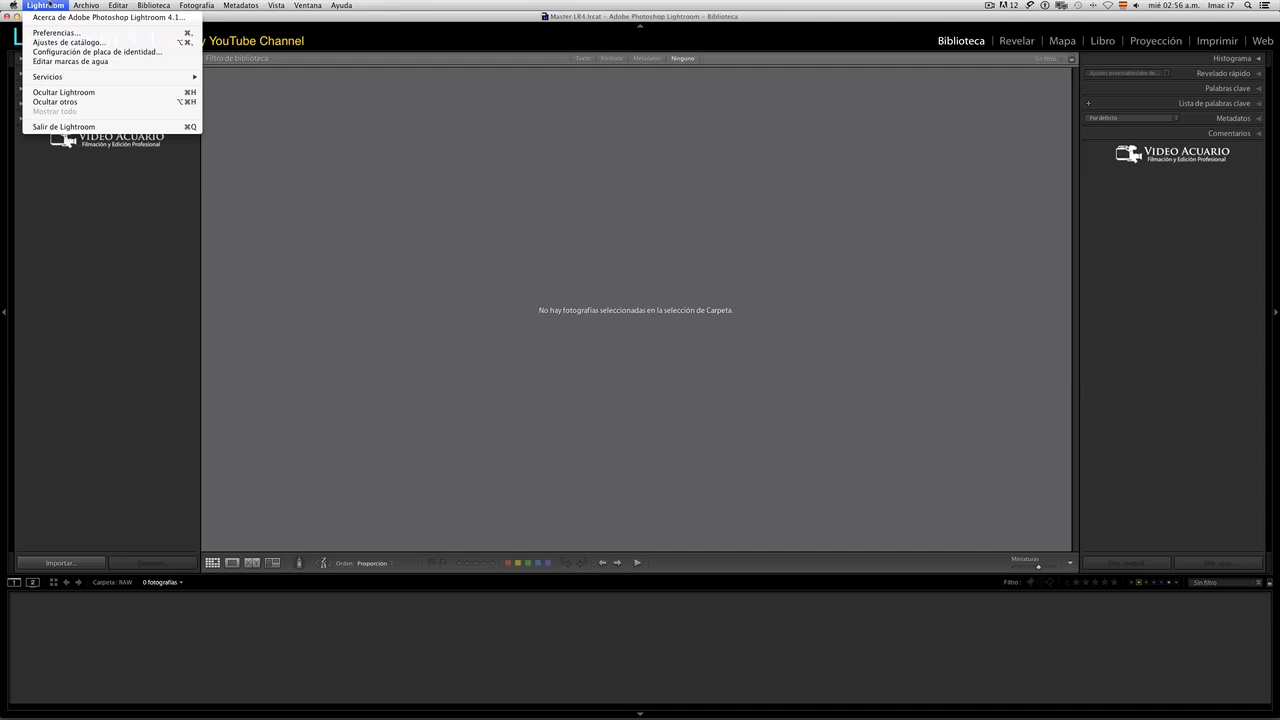 Lightroom Archivo Editar Biblioteca Fotografía Metadatos Vista Ventana Ayuda
12 mié 02:56 a.m. Imac i7
Master LR4.lrcat – Adobe Photoshop Lightroom – Biblioteca
Acerca de Adobe Photoshop Lightroom 4.1...
Preferencias... ⌘,
Ajustes de catálogo... ⌥⌘,
Configuración de placa de identidad...
Editar marcas de agua
Servicios
Ocultar Lightroom ⌘H
Ocultar otros ⌥⌘H
Mostrar todo
Salir de Lightroom ⌘Q
YouTube Channel
Biblioteca | Revelar | Mapa | Libro | Proyección | Imprimir | Web
Filtro de biblioteca: Texto Atributo Metadatos Ninguno Sin filtro
Histograma
Revelado rápido
Palabras clave
Lista de palabras clave
Por defecto Metadatos
Comentarios
VIDEO ACUARIO
Filmación y Edición Profesional
VIDEO ACUARIO
Filmación y Edición Profesional
No hay fotografías seleccionadas en la selección de Carpeta.
Importar...
Orden: Proporción
Miniaturas
1 2 Carpeta: RAW 0 fotografías
Filtro: Sin filtro